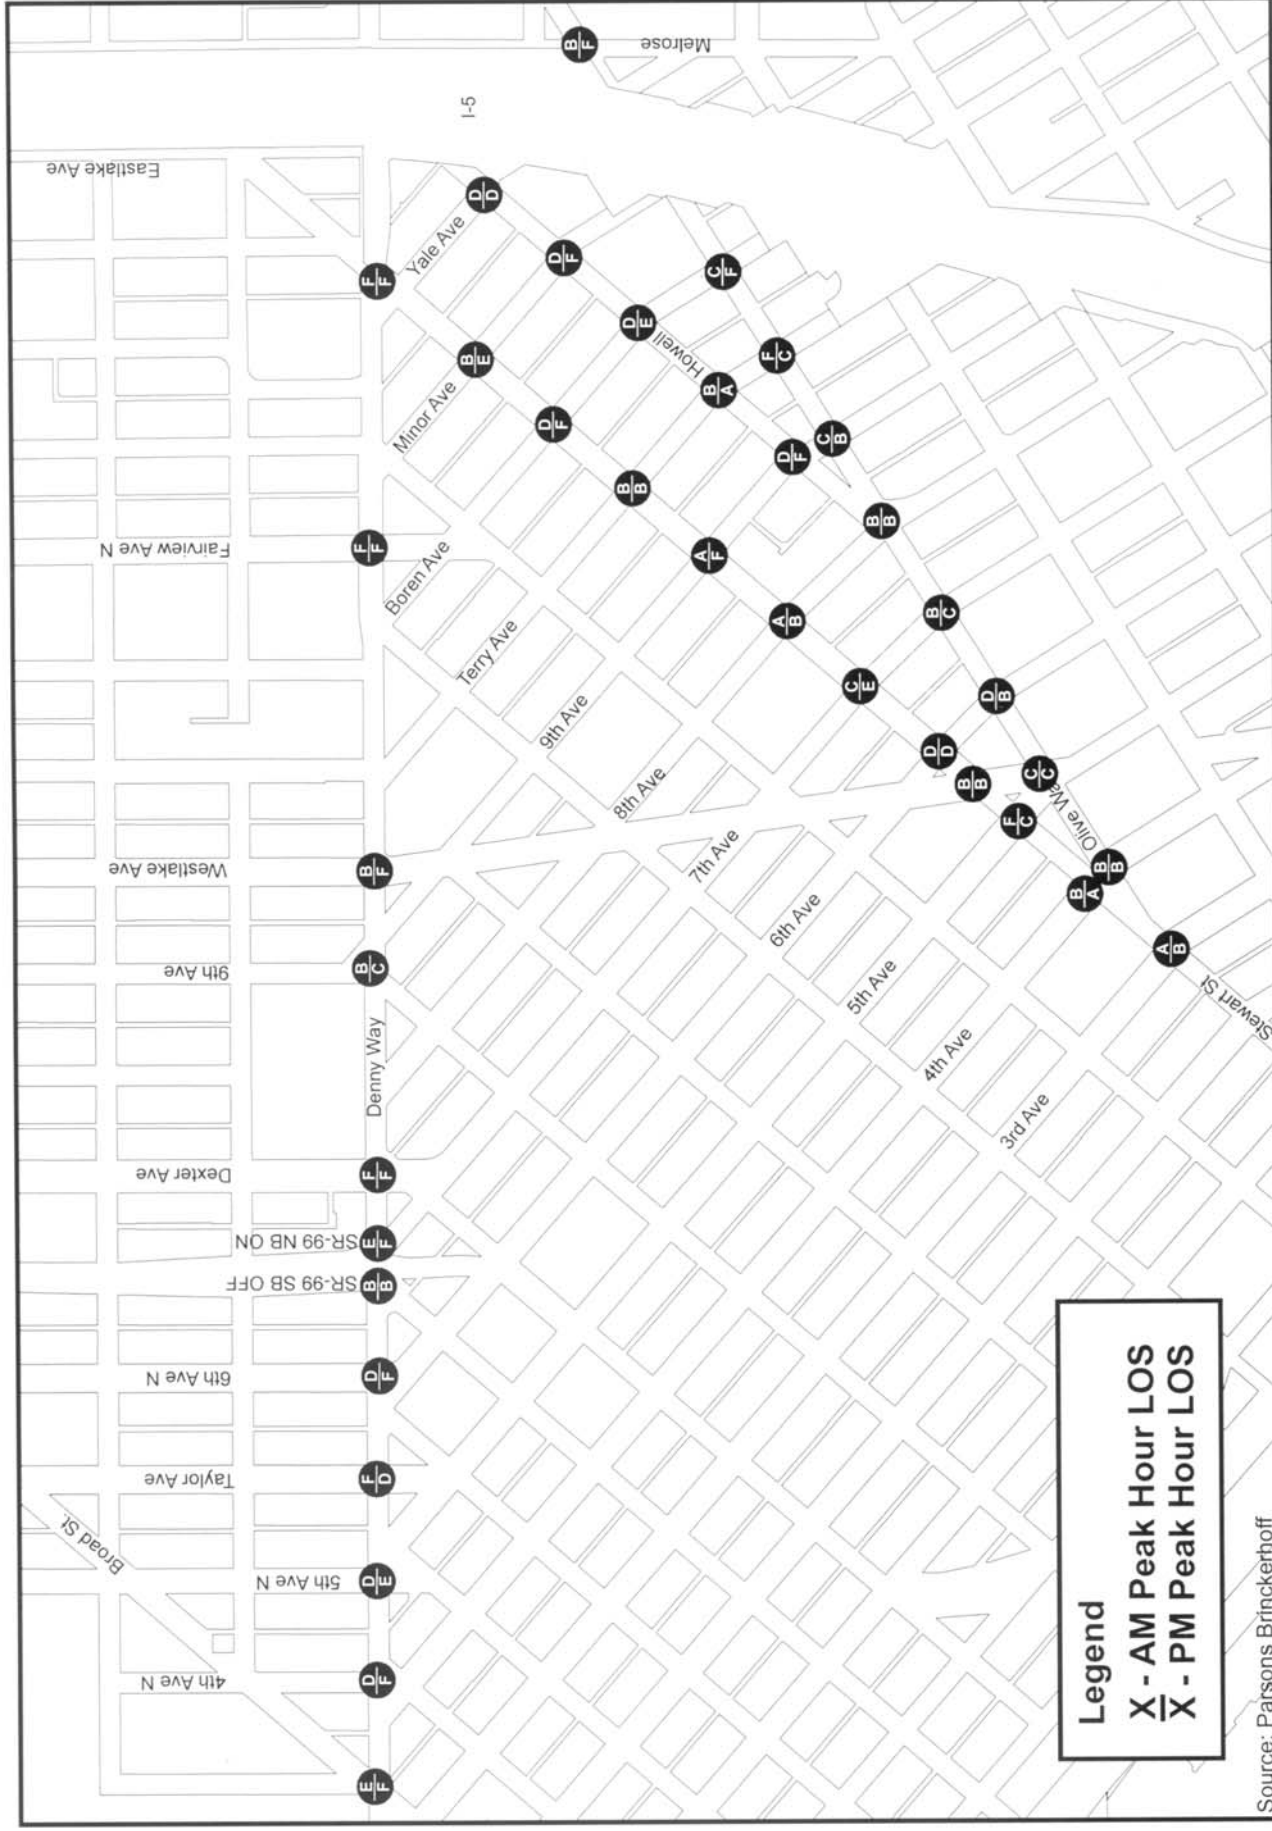 Broad St.
4th Ave N
5th Ave N
Taylor Ave
6th Ave N
SR-99 SB OFF
SR-99 NB ON
Dexter Ave
9th Ave
Westlake Ave
Fairview Ave N
Eastlake Ave
I-5
Melrose
Denny Way
E
F
D
F
D
E
F
D
D
F
B
B
E
F
F
F
B
C
B
F
F
F
F
F
B
F
Yale Ave
Minor Ave
Boren Ave
Terry Ave
9th Ave
8th Ave
7th Ave
6th Ave
5th Ave
4th Ave
3rd Ave
B
E
D
F
B
B
A
F
A
B
C
E
D
D
B
B
F
C
B
A
A
B
Stewart St
D
D
D
F
D
E
Howell
B
A
D
F
C
F
F
C
C
B
B
B
B
C
D
B
C
C
Olive Wa
B
B
Legend
X - AM Peak Hour LOS
X - PM Peak Hour LOS
Source: Parsons Brinckerhoff